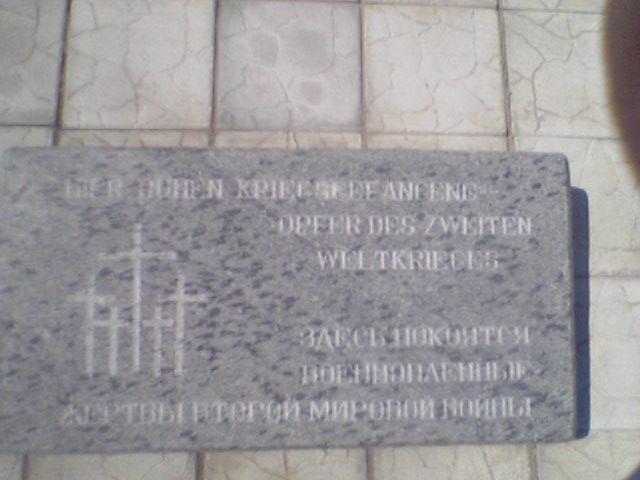 HIER RUHEN KRIEGSGEFANGENE-
OPFER DES ZWEITEN
WELTKRIEGES
ЗДЕСЬ ПОКОЯТСЯ
ВОЕННОПЛЕННЫЕ-
ЖЕРТВЫ ВТОРОЙ МИРОВОЙ ВОЙНЫ